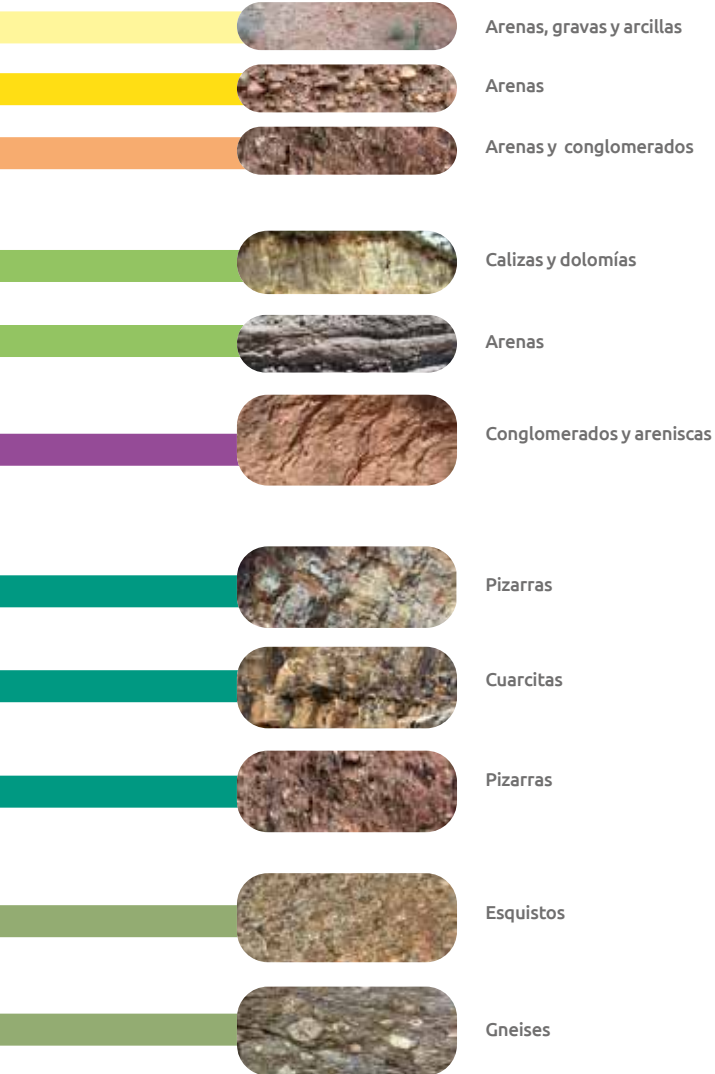 Arenas, gravas y arcillas
Arenas
Arenas y conglomerados
Calizas y dolomías
Arenas
Conglomerados y areniscas
Pizarras
Cuarcitas
Pizarras
Esquistos
Gneises